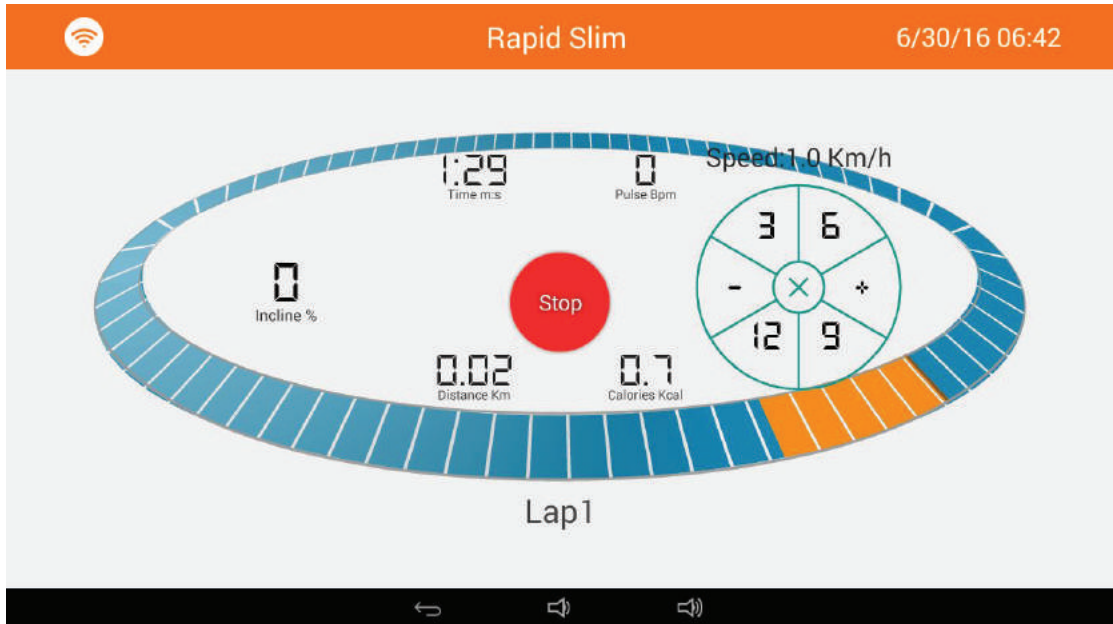 Rapid Slim 6/30/16 06:42
Speed:1.0 Km/h
1:29 0
Time m:s Pulse Bpm
3 6
0 Stop - × +
Incline %
12 9
0.02 0.7
Distance Km Calories Kcal
Lap1